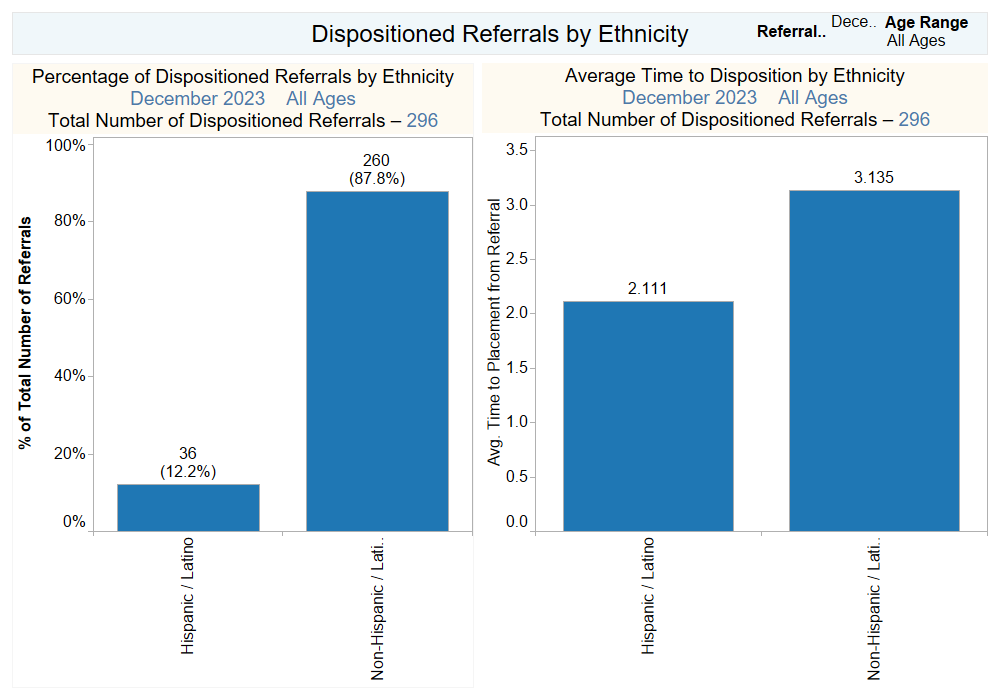 Dispositioned Referrals by Ethnicity
Referral.. Dece.. Age Range
All Ages
Percentage of Dispositioned Referrals by Ethnicity
December 2023 All Ages
Total Number of Dispositioned Referrals – 296
% of Total Number of Referrals
100%
80%
60%
40%
20%
0%
36
(12.2%)
260
(87.8%)
Hispanic / Latino
Non-Hispanic / Lati..
Average Time to Disposition by Ethnicity
December 2023 All Ages
Total Number of Dispositioned Referrals – 296
Avg. Time to Placement from Referral
3.5
3.0
2.5
2.0
1.5
1.0
0.5
0.0
2.111
3.135
Hispanic / Latino
Non-Hispanic / Lati..